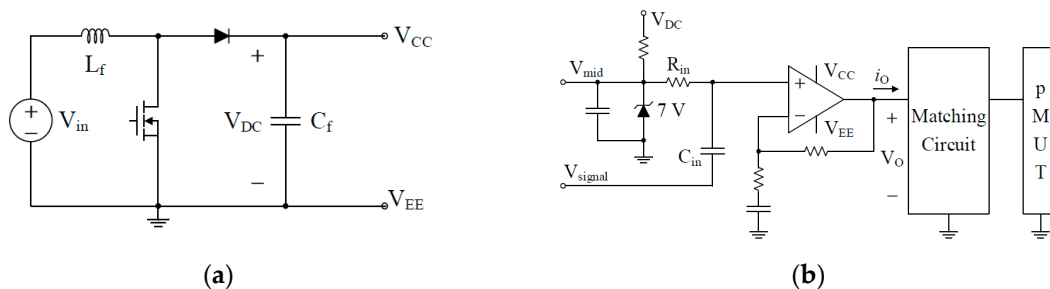 L_f
V_in
V_DC
C_f
V_CC
V_EE
+
−
+
−
(a)
V_DC
V_mid
R_in
7 V
C_in
V_signal
+
−
V_CC
V_EE
i_O
+
V_O
−
Matching
Circuit
p
M
U
T
(b)